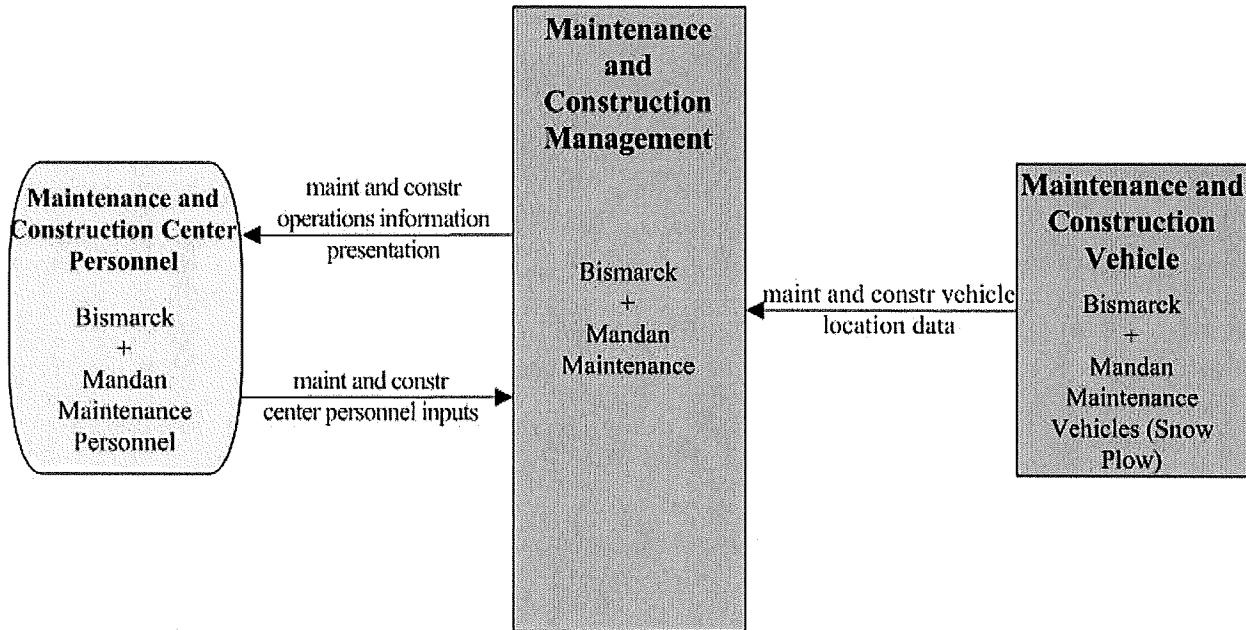 Maintenance and
Construction Center
Personnel
Bismarck
+
Mandan
Maintenance
Personnel
maint and constr
operations information
presentation
maint and constr
center personnel inputs
Maintenance
and
Construction
Management
Bismarck
+
Mandan
Maintenance
maint and constr vehicle
location data
Maintenance and
Construction
Vehicle
Bismarck
+
Mandan
Maintenance
Vehicles (Snow
Plow)